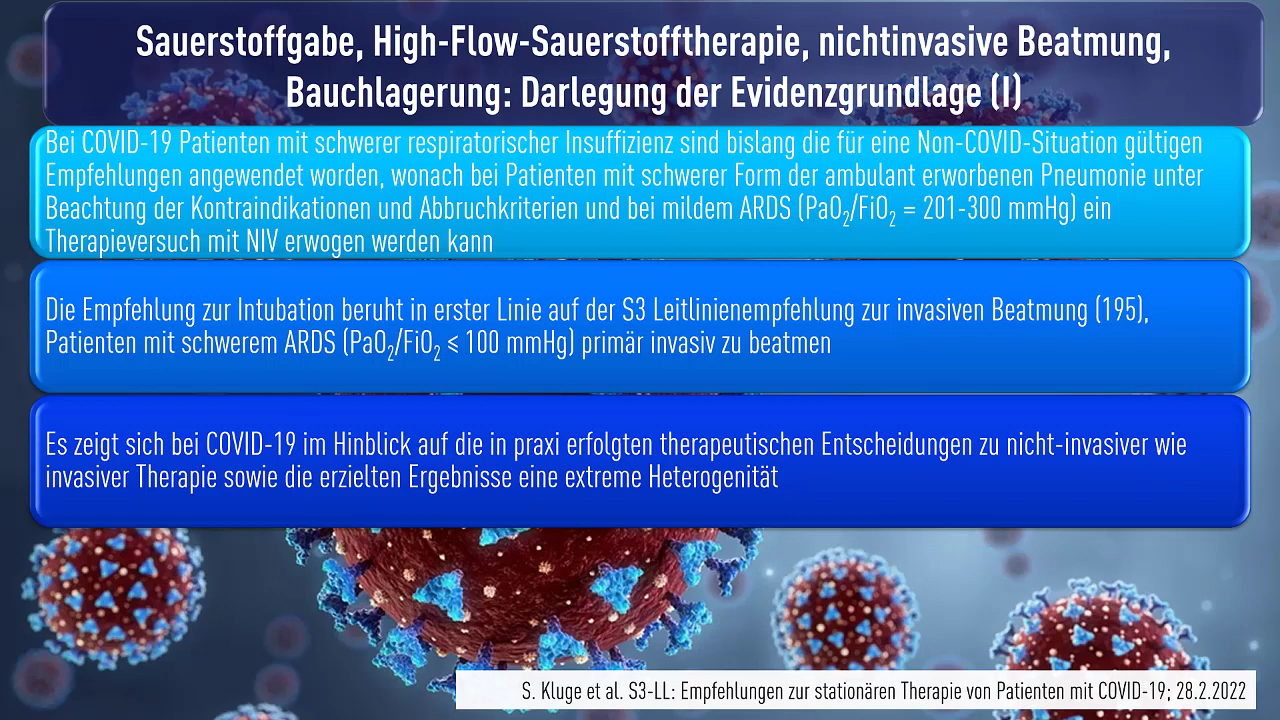 Sauerstoffgabe, High-Flow-Sauerstofftherapie, nichtinvasive Beatmung,
Bauchlagerung: Darlegung der Evidenzgrundlage (I)
Bei COVID-19 Patienten mit schwerer respiratorischer Insuffizienz sind bislang die für eine Non-COVID-Situation gültigen
Empfehlungen angewendet worden, wonach bei Patienten mit schwerer Form der ambulant erworbenen Pneumonie unter
Beachtung der Kontraindikationen und Abbruchkriterien und bei mildem ARDS (PaO₂/FiO₂ = 201-300 mmHg) ein
Therapieversuch mit NIV erwogen werden kann
Die Empfehlung zur Intubation beruht in erster Linie auf der S3 Leitlinienempfehlung zur invasiven Beatmung (195),
Patienten mit schwerem ARDS (PaO₂/FiO₂ ≤ 100 mmHg) primär invasiv zu beatmen
Es zeigt sich bei COVID-19 im Hinblick auf die in praxi erfolgten therapeutischen Entscheidungen zu nicht-invasiver wie
invasiver Therapie sowie die erzielten Ergebnisse eine extreme Heterogenität
S. Kluge et al. S3-LL: Empfehlungen zur stationären Therapie von Patienten mit COVID-19; 28.2.2022